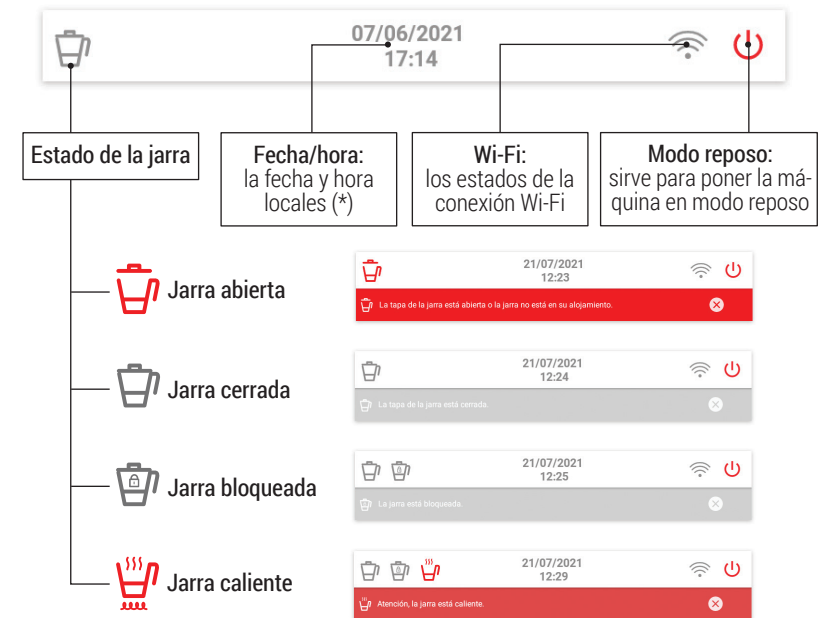 07/06/2021
17:14
Estado de la jarra
Fecha/hora:
la fecha y hora
locales (*)
Wi-Fi:
los estados de la
conexión Wi-Fi
Modo reposo:
sirve para poner la má-
quina en modo reposo
Jarra abierta
21/07/2021
12:23
La tapa de la jarra está abierta o la jarra no está en su alojamiento.
Jarra cerrada
21/07/2021
12:24
La tapa de la jarra está cerrada.
Jarra bloqueada
21/07/2021
12:25
La jarra está bloqueada.
Jarra caliente
21/07/2021
12:29
Atención, la jarra está caliente.